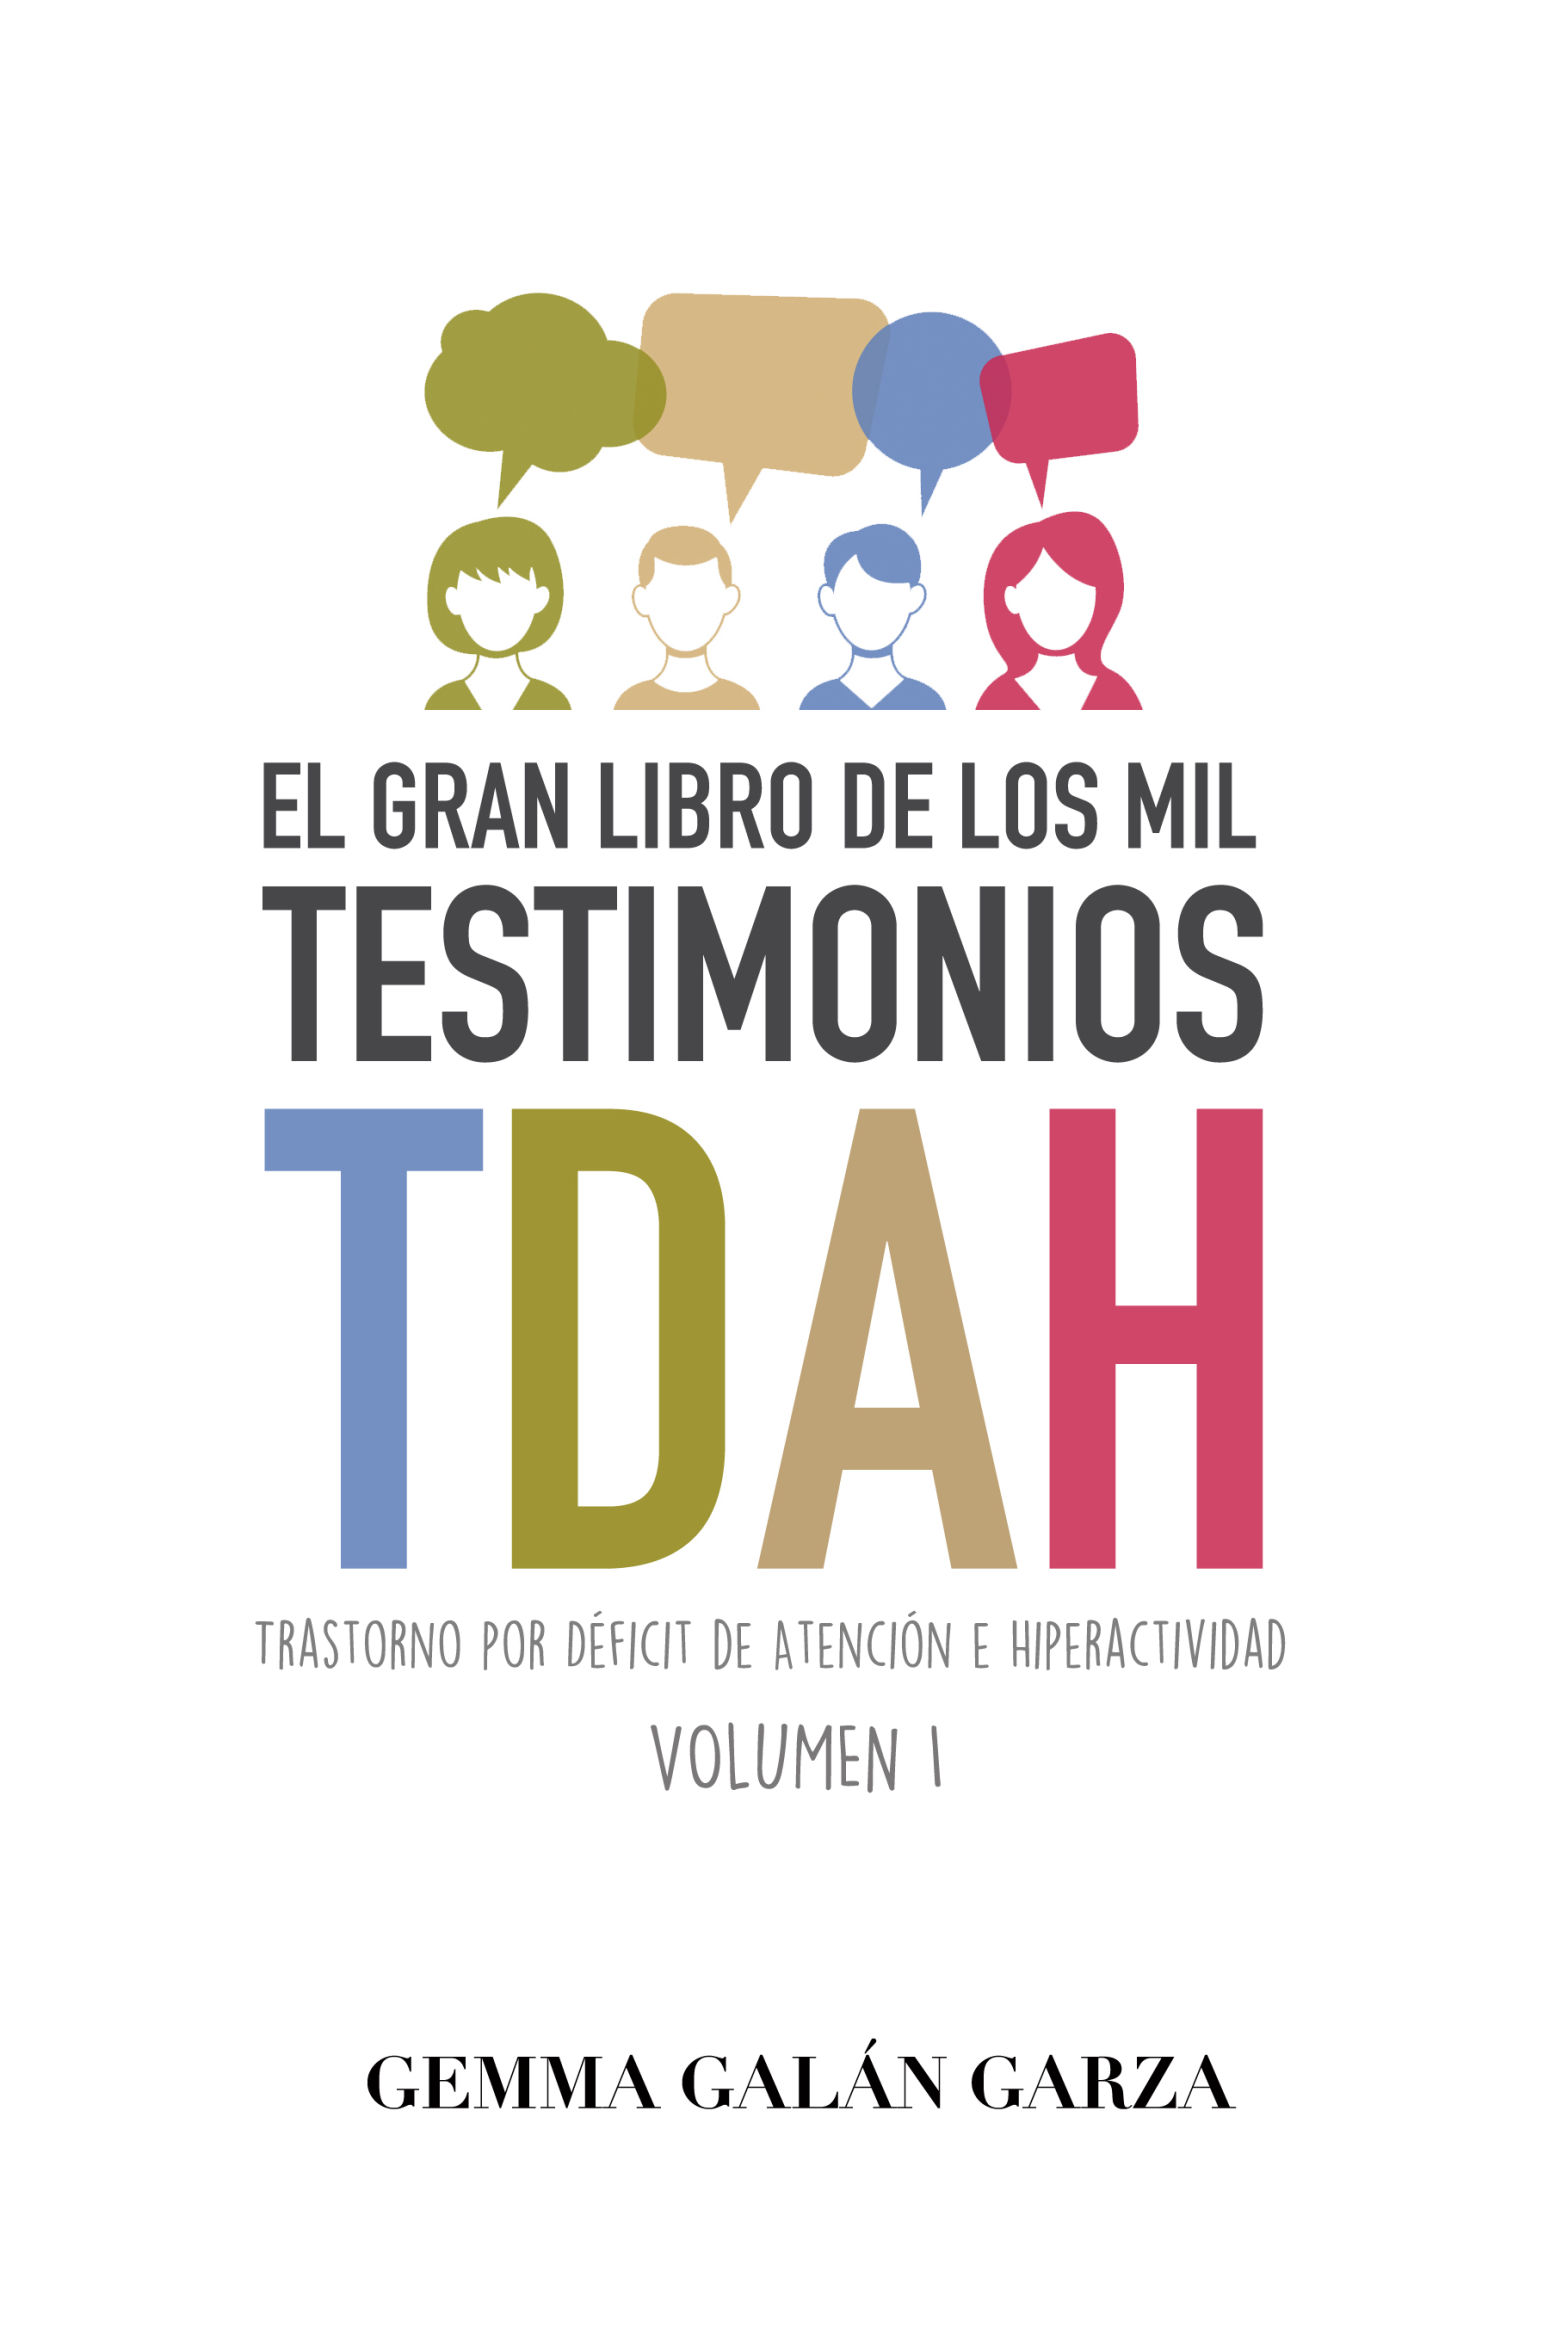 EL GRAN LIBRO DE LOS MIL
TESTIMONIOS
TDAH
TRASTORNO POR DÉFICIT DE ATENCIÓN E HIPERACTIVIDAD
VOLUMEN I
GEMMA GALÁN GARZA